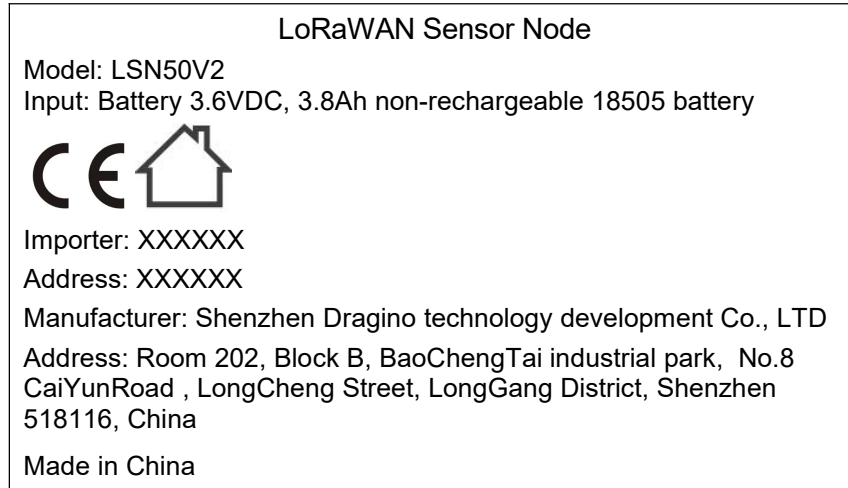 LoRaWAN Sensor Node
Model: LSN50V2
Input: Battery 3.6VDC, 3.8Ah non-rechargeable 18505 battery
CE
Importer: XXXXXX
Address: XXXXXX
Manufacturer: Shenzhen Dragino technology development Co., LTD
Address: Room 202, Block B, BaoChengTai industrial park,  No.8
CaiYunRoad , LongCheng Street, LongGang District, Shenzhen
518116, China
Made in China